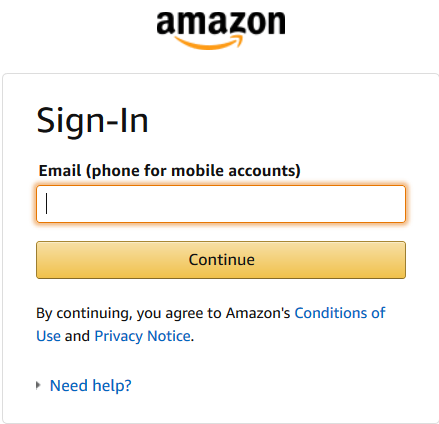 amazon
Sign-In
Email (phone for mobile accounts)
Continue
By continuing, you agree to Amazon's Conditions of
Use and Privacy Notice.
Need help?